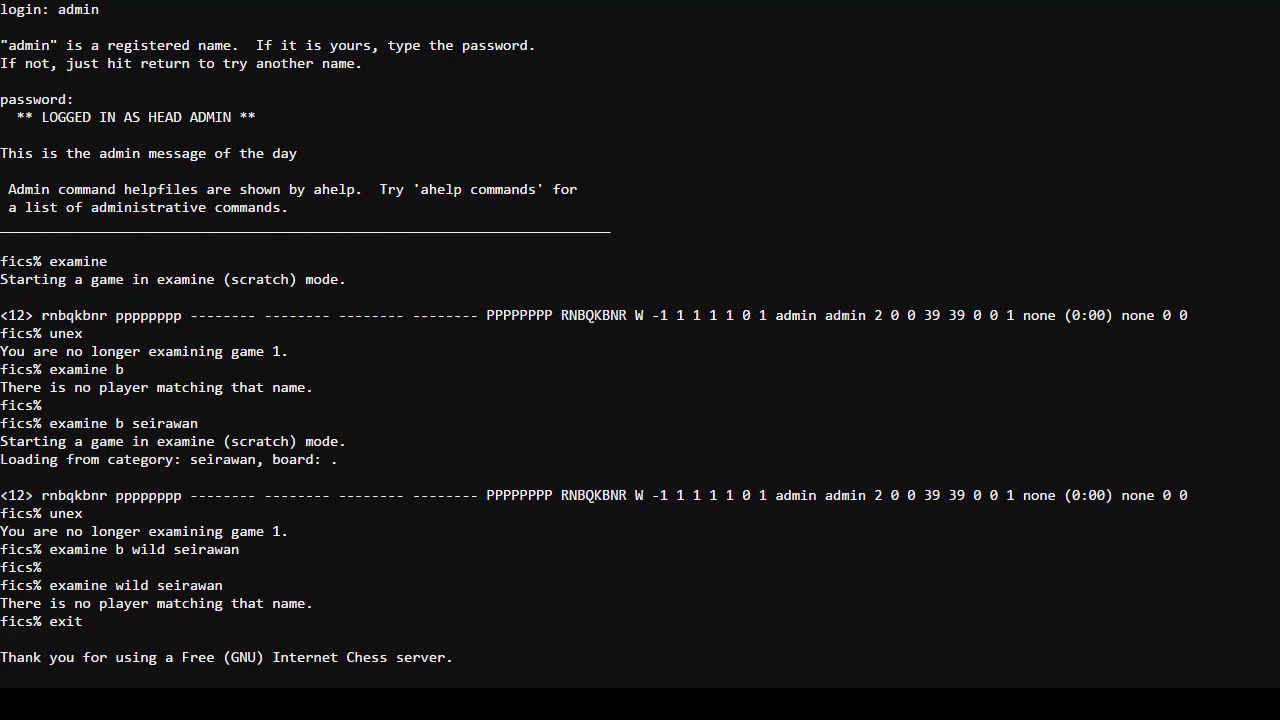 login: admin
"admin" is a registered name.  If it is yours, type the password.
If not, just hit return to try another name.
password:
  ** LOGGED IN AS HEAD ADMIN **
This is the admin message of the day
 Admin command helpfiles are shown by ahelp.  Try 'ahelp commands' for
 a list of administrative commands.
__________________________________________________________________________
fics% examine
Starting a game in examine (scratch) mode.
<12> rnbqkbnr pppppppp -------- -------- -------- -------- PPPPPPPP RNBQKBNR W -1 1 1 1 1 0 1 admin admin 2 0 0 39 39 0 0 1 none (0:00) none 0 0
fics% unex
You are no longer examining game 1.
fics% examine b
There is no player matching that name.
fics%
fics% examine b seirawan
Starting a game in examine (scratch) mode.
Loading from category: seirawan, board: .
<12> rnbqkbnr pppppppp -------- -------- -------- -------- PPPPPPPP RNBQKBNR W -1 1 1 1 1 0 1 admin admin 2 0 0 39 39 0 0 1 none (0:00) none 0 0
fics% unex
You are no longer examining game 1.
fics% examine b wild seirawan
fics%
fics% examine wild seirawan
There is no player matching that name.
fics% exit
Thank you for using a Free (GNU) Internet Chess server.